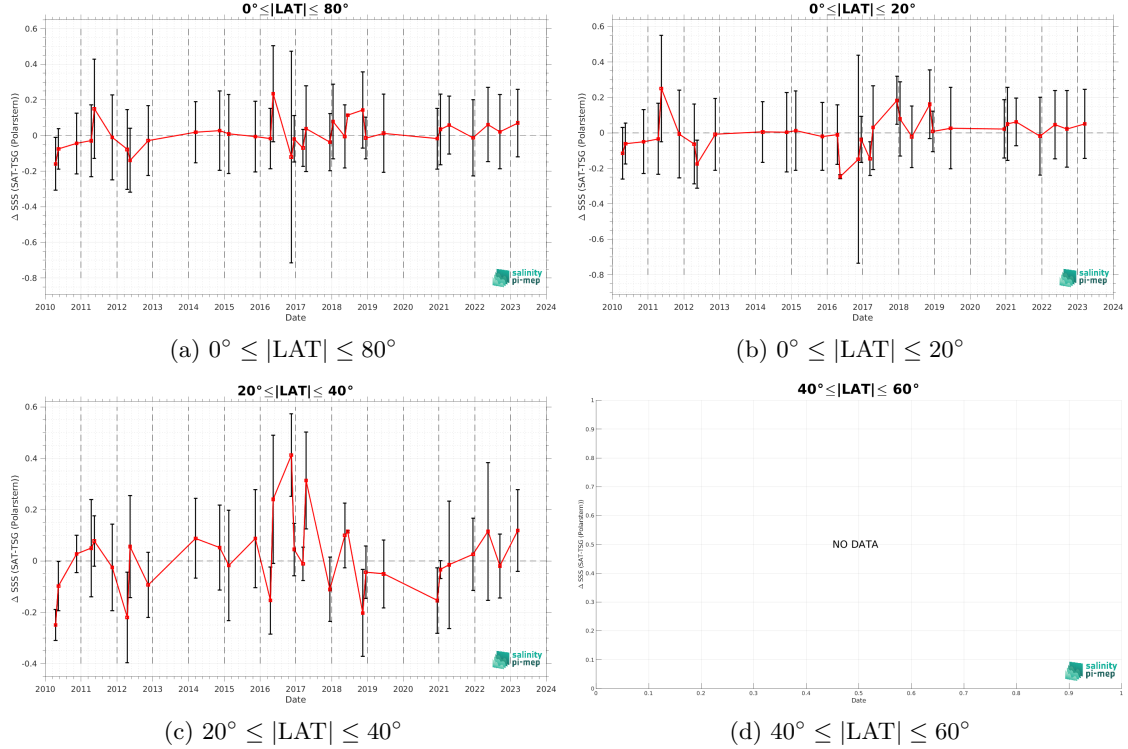 0°≤|LAT|≤ 80°
Δ SSS (SAT-TSG (Polarstern))
0.6
0.4
0.2
0
-0.2
-0.4
-0.6
-0.8
2010 2011 2012 2013 2014 2015 2016 2017 2018 2019 2020 2021 2022 2023 2024
Date
salinity
pi-mep
(a) 0° ≤ |LAT| ≤ 80°
0°≤|LAT|≤ 20°
Δ SSS (SAT-TSG (Polarstern))
0.6
0.4
0.2
0
-0.2
-0.4
-0.6
-0.8
2010 2011 2012 2013 2014 2015 2016 2017 2018 2019 2020 2021 2022 2023 2024
Date
salinity
pi-mep
(b) 0° ≤ |LAT| ≤ 20°
20°≤|LAT|≤ 40°
Δ SSS (SAT-TSG (Polarstern))
0.6
0.4
0.2
0
-0.2
-0.4
2010 2011 2012 2013 2014 2015 2016 2017 2018 2019 2020 2021 2022 2023 2024
Date
salinity
pi-mep
(c) 20° ≤ |LAT| ≤ 40°
40°≤|LAT|≤ 60°
Δ SSS (SAT-TSG (Polarstern))
1
0.9
0.8
0.7
0.6
0.5
0.4
0.3
0.2
0.1
0
NO DATA
0 0.1 0.2 0.3 0.4 0.5 0.6 0.7 0.8 0.9 1
Date
salinity
pi-mep
(d) 40° ≤ |LAT| ≤ 60°